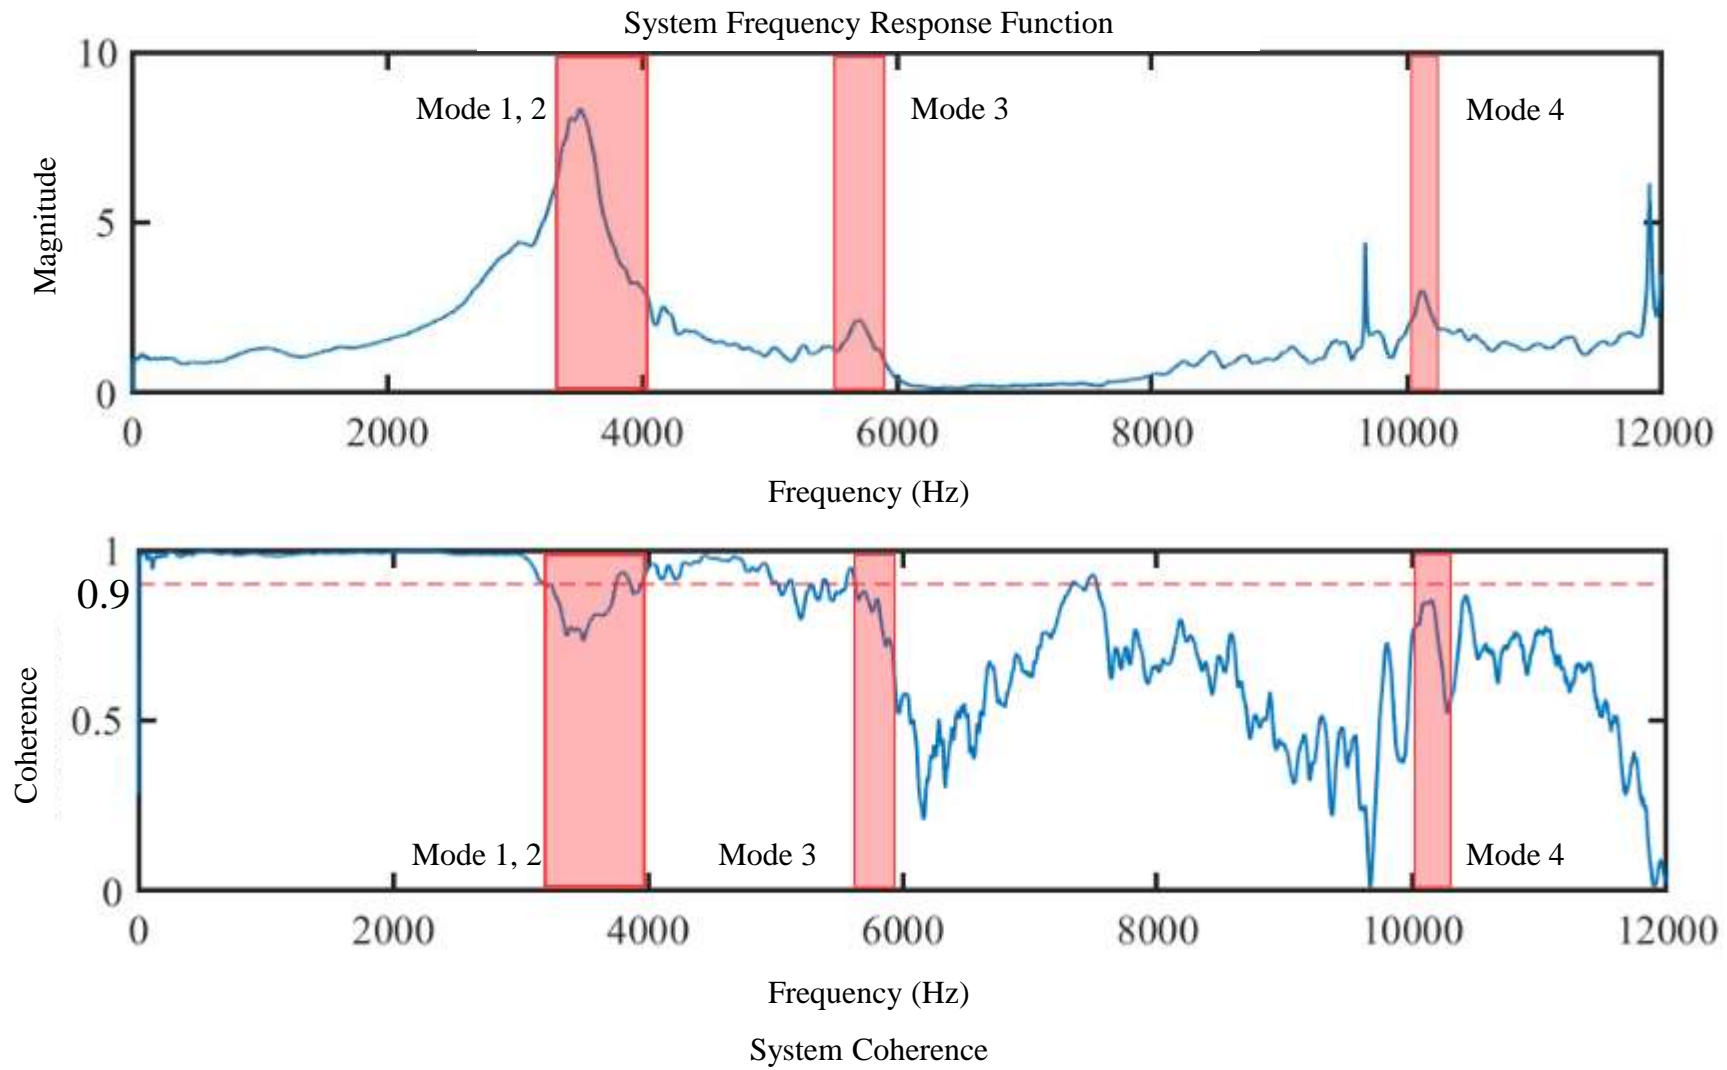 System Frequency Response Function
10
Mode 1, 2
Mode 3
Mode 4
Magnitude
5
0
0 2000 4000 6000 8000 10000 12000
Frequency (Hz)
1
0.9
Coherence
0.5
Mode 1, 2
Mode 3
Mode 4
0
0 2000 4000 6000 8000 10000 12000
Frequency (Hz)
System Coherence